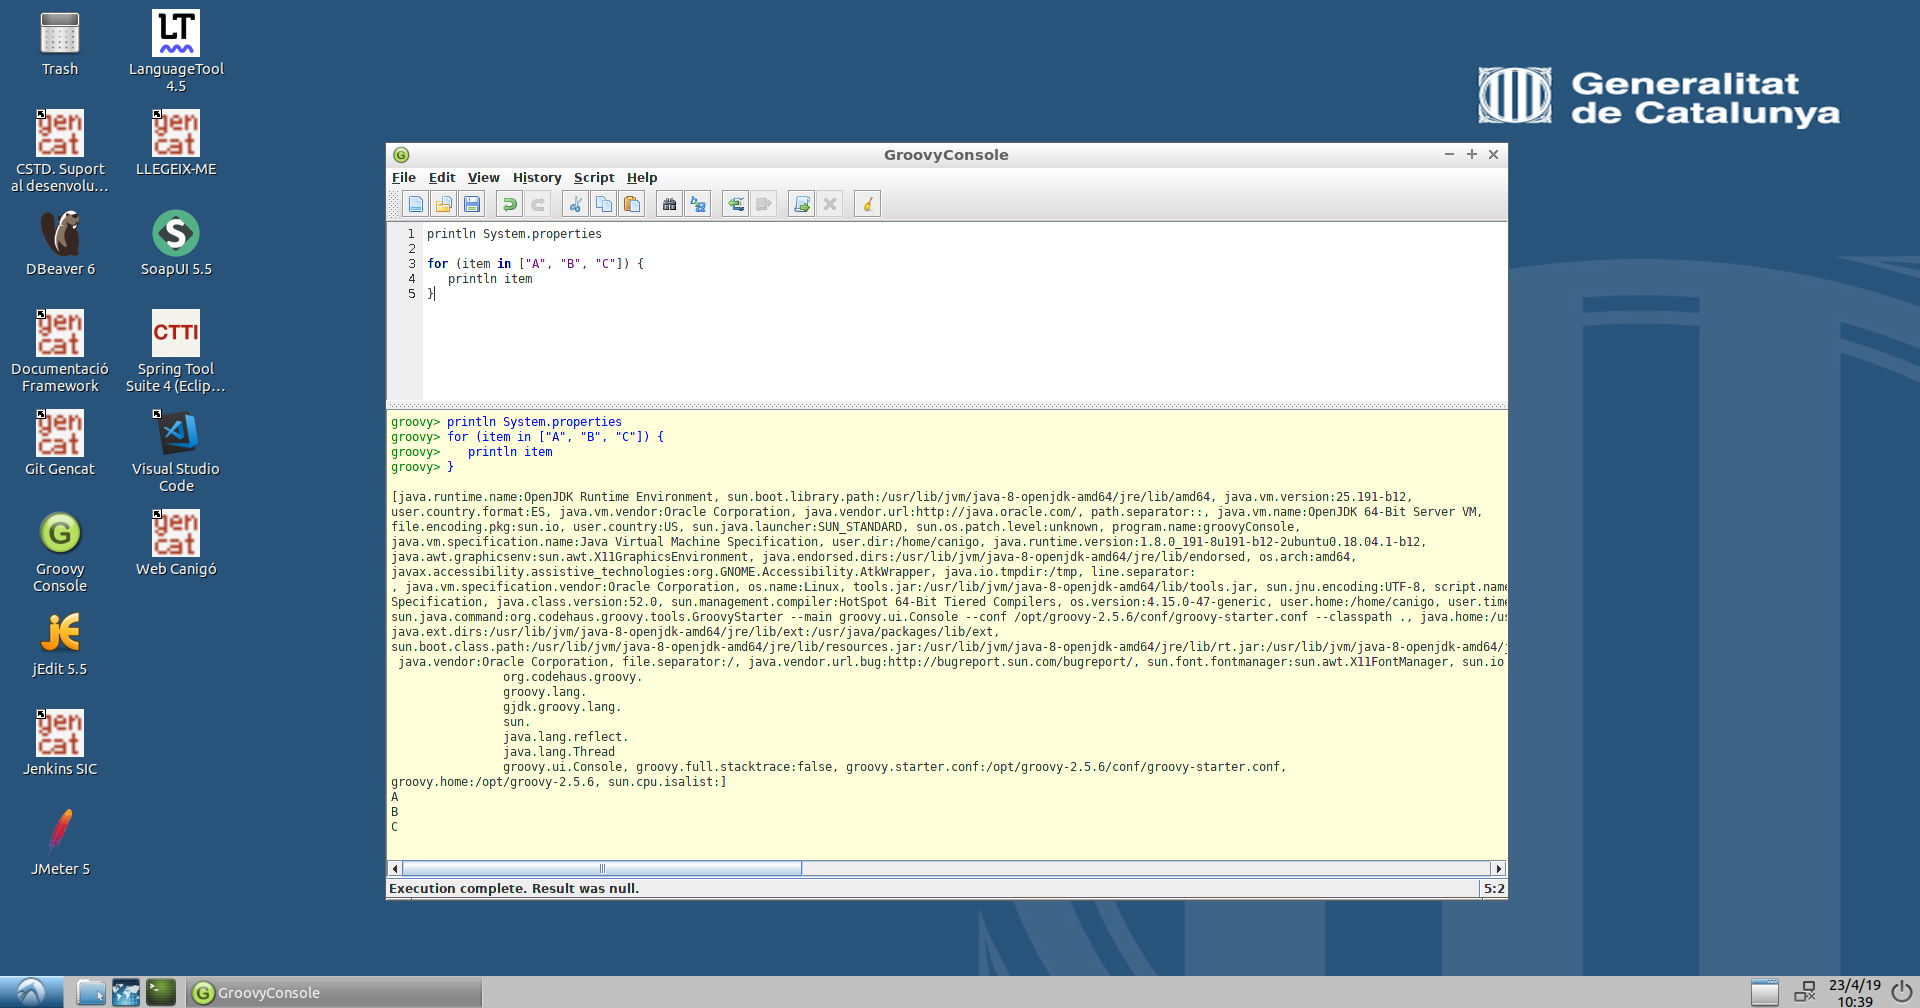 Trash
LanguageTool
4.5
CSTD. Suport
al desenvolu...
LLEGEIX-ME
DBeaver 6
SoapUI 5.5
Documentació
Framework
CTTI
Spring Tool
Suite 4 (Eclip...
Git Gencat
Visual Studio
Code
Groovy
Console
Web Canigó
jEdit 5.5
Jenkins SIC
JMeter 5
gen
cat
LT
Generalitat
de Catalunya
GroovyConsole
File Edit View History Script Help
1 println System.properties
2
3 for (item in ["A", "B", "C"]) {
4    println item
5 }
groovy> println System.properties
groovy> for (item in ["A", "B", "C"]) {
groovy>    println item
groovy> }
[java.runtime.name:OpenJDK Runtime Environment, sun.boot.library.path:/usr/lib/jvm/java-8-openjdk-amd64/jre/lib/amd64, java.vm.version:25.191-b12,
user.country.format:ES, java.vm.vendor:Oracle Corporation, java.vendor.url:http://java.oracle.com/, path.separator::, java.vm.name:OpenJDK 64-Bit Server VM,
file.encoding.pkg:sun.io, user.country:US, sun.java.launcher:SUN_STANDARD, sun.os.patch.level:unknown, program.name:groovyConsole,
java.vm.specification.name:Java Virtual Machine Specification, user.dir:/home/canigo, java.runtime.version:1.8.0_191-8u191-b12-2ubuntu0.18.04.1-b12,
java.awt.graphicsenv:sun.awt.X11GraphicsEnvironment, java.endorsed.dirs:/usr/lib/jvm/java-8-openjdk-amd64/jre/lib/endorsed, os.arch:amd64,
javax.accessibility.assistive_technologies:org.GNOME.Accessibility.AtkWrapper, java.io.tmpdir:/tmp, line.separator:
, java.vm.specification.vendor:Oracle Corporation, os.name:Linux, tools.jar:/usr/lib/jvm/java-8-openjdk-amd64/lib/tools.jar, sun.jnu.encoding:UTF-8, script.name
Specification, java.class.version:52.0, sun.management.compiler:HotSpot 64-Bit Tiered Compilers, os.version:4.15.0-47-generic, user.home:/home/canigo, user.time
sun.java.command:org.codehaus.groovy.tools.GroovyStarter --main groovy.ui.Console --conf /opt/groovy-2.5.6/conf/groovy-starter.conf --classpath ., java.home:/us
java.ext.dirs:/usr/lib/jvm/java-8-openjdk-amd64/jre/lib/ext:/usr/java/packages/lib/ext,
sun.boot.class.path:/usr/lib/jvm/java-8-openjdk-amd64/jre/lib/resources.jar:/usr/lib/jvm/java-8-openjdk-amd64/jre/lib/rt.jar:/usr/lib/jvm/java-8-openjdk-amd64/j
java.vendor:Oracle Corporation, file.separator:/, java.vendor.url.bug:http://bugreport.sun.com/bugreport/, sun.font.fontmanager:sun.awt.X11FontManager, sun.io
org.codehaus.groovy.
groovy.lang.
gjdk.groovy.lang.
sun.
java.lang.reflect.
java.lang.Thread
groovy.ui.Console, groovy.full.stacktrace:false, groovy.starter.conf:/opt/groovy-2.5.6/conf/groovy-starter.conf,
groovy.home:/opt/groovy-2.5.6, sun.cpu.isalist:]
A
B
C
Execution complete. Result was null.
5:2
GroovyConsole
23/4/19
10:39